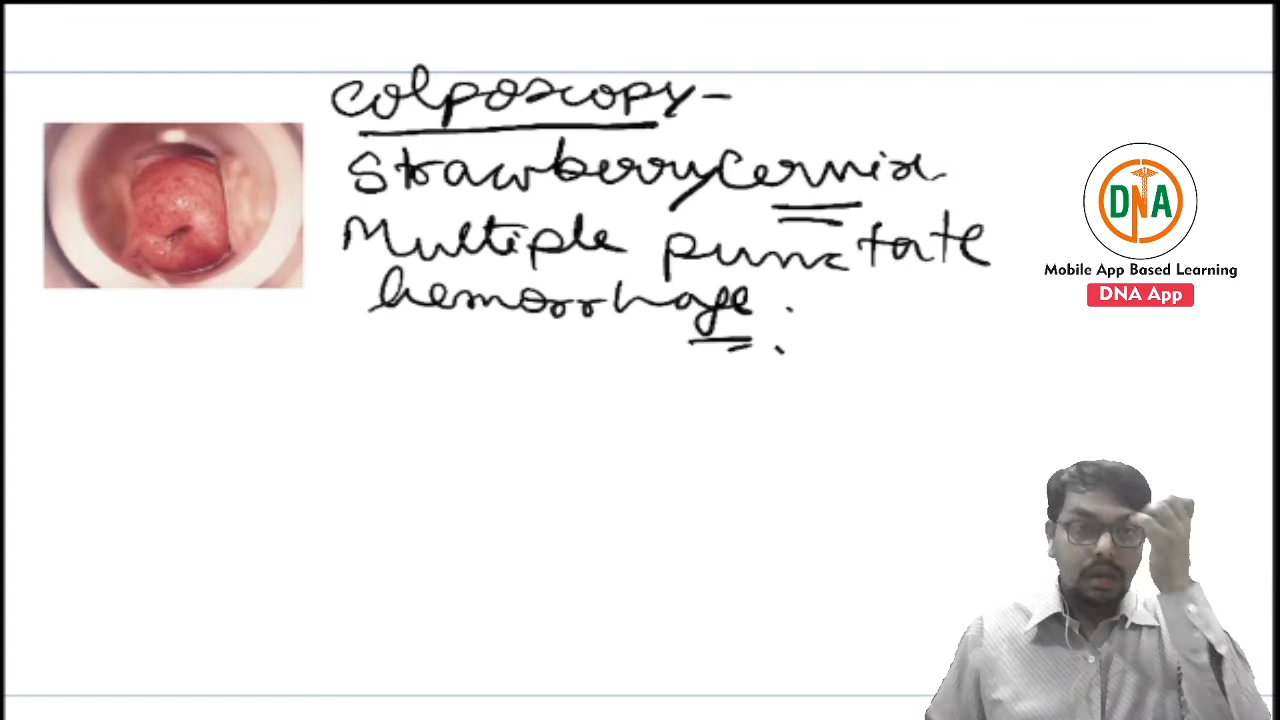 Colposcopy-
Strawberry Cervix
Multiple punctate
hemorrhage.
DNA
Mobile App Based Learning
DNA App